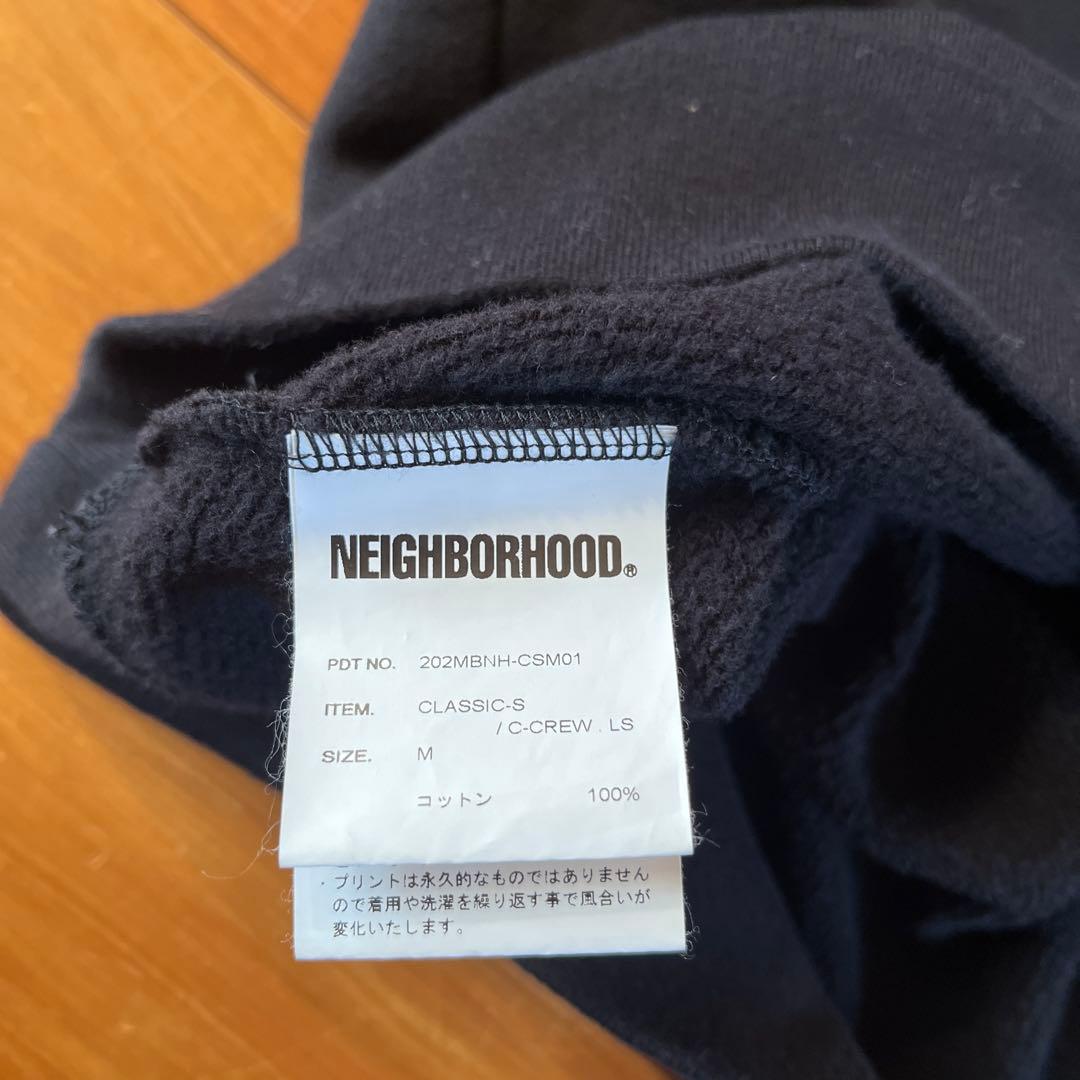 NEIGHBORHOOD®
PDT NO. 202MBNH-CSM01
ITEM. CLASSIC-S
/ C-CREW . LS
SIZE. M
コットン 100%
・プリントは永久的なものではありません
ので着用や洗濯を繰り返す事で風合いが
変化いたします。